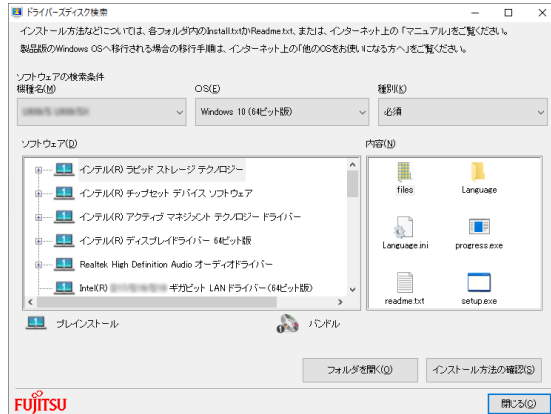 ドライバーズディスク検索
インストール方法などについては、各フォルダ内のInstall.txtかReadme.txt、または、インターネット上の「マニュアル」をご覧ください。
製品版のWindows OSへ移行される場合の移行手順は、インターネット上の「他のOSをお使いになる方へ」をご覧ください。
ソフトウェアの検索条件
機種名(M) OS(E) 種別(K)
Windows 10 (64ビット版) 必須
ソフトウェア(D) 内容(N)
インテル(R) ラピッド ストレージ テクノロジー
インテル(R) チップセット デバイス ソフトウェア
インテル(R) アクティブ マネジメント テクノロジー ドライバー
インテル(R) ディスプレイドライバー 64ビット版
Realtek High Definition Audio オーディオドライバー
Intel(R) ギガビット LAN ドライバー(64ビット版)
files Language
Language.ini progress.exe
readme.txt setup.exe
プレインストール バンドル
フォルダを開く(O) インストール方法の確認(S)
FUJITSU 閉じる(C)